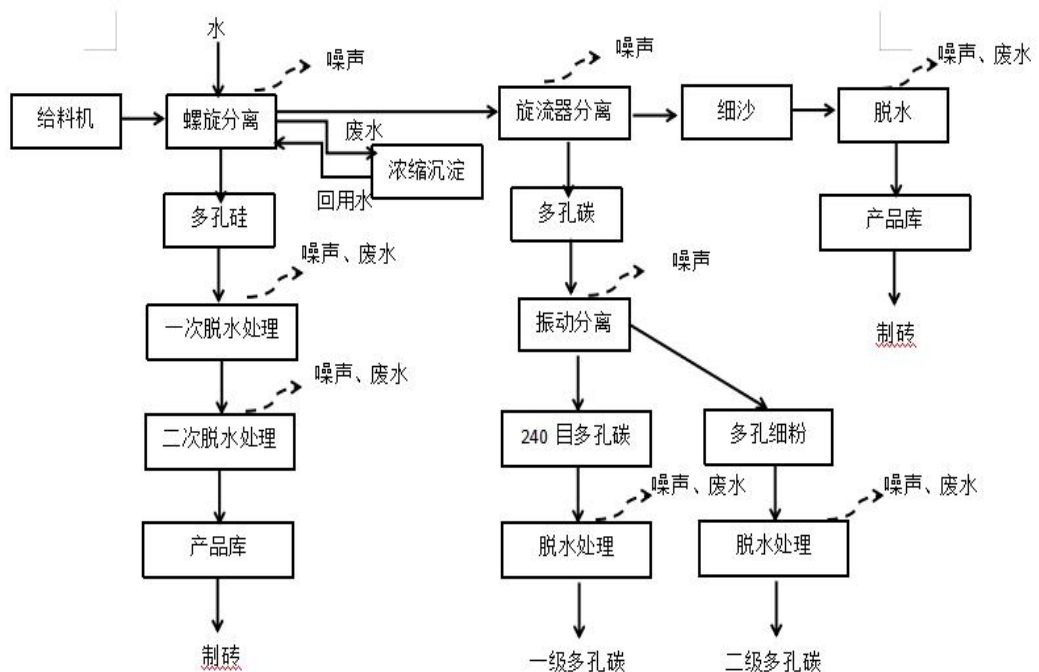 水
噪声
噪声
噪声、废水
给料机
螺旋分离
旋流器分离
细沙
脱水
废水
浓缩沉淀
回用水
多孔硅
多孔碳
产品库
噪声、废水
噪声
一次脱水处理
振动分离
制砖
噪声、废水
二次脱水处理
240目多孔碳
多孔细粉
噪声、废水
噪声、废水
产品库
脱水处理
脱水处理
制砖
一级多孔碳
二级多孔碳